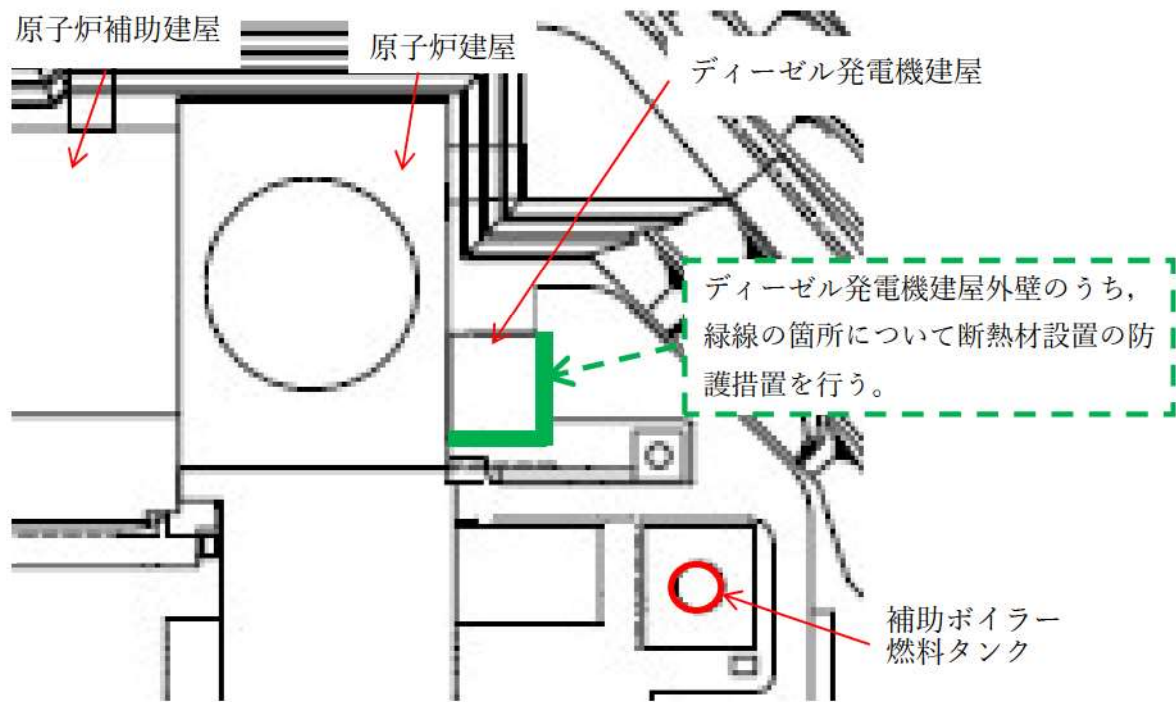 原子炉補助建屋
原子炉建屋
ディーゼル発電機建屋
ディーゼル発電機建屋外壁のうち，
緑線の箇所について断熱材設置の防
護措置を行う。
補助ボイラー
燃料タンク